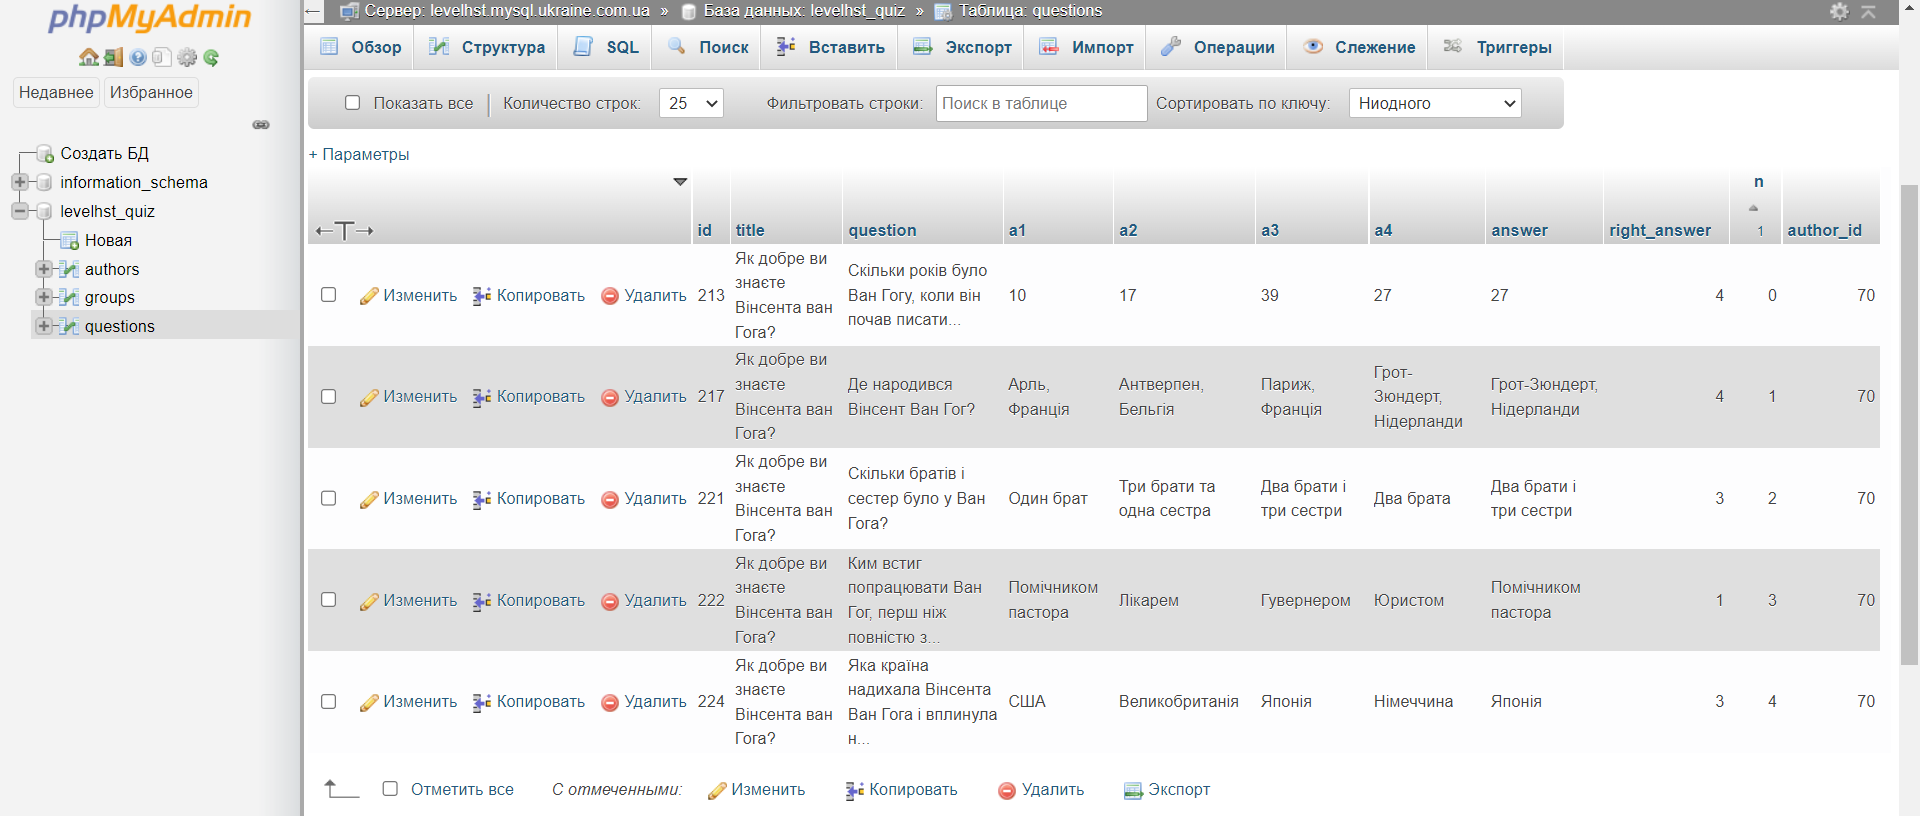 phpMyAdmin
Недавнее Избранное
Создать БД
information_schema
levelhst_quiz
Новая
authors
groups
questions
Сервер: levelhst.mysql.ukraine.com.ua » База данных: levelhst_quiz » Таблица: questions
Обзор Структура SQL Поиск Вставить Экспорт Импорт Операции Слежение Триггеры
Показать все | Количество строк: 25 Фильтровать строки: Поиск в таблице Сортировать по ключу: Ниодного
+ Параметры
←T→ id title question a1 a2 a3 a4 answer right_answer n 1 author_id
Изменить Копировать Удалить 213
Як добре ви
знаєте
Вінсента ван
Гога?
Скільки років було
Ван Гогу, коли він
почав писати...
10 17 39 27 27 4 0 70
Изменить Копировать Удалить 217
Як добре ви
знаєте
Вінсента ван
Гога?
Де народився
Вінсент Ван Гог?
Арль,
Франція
Антверпен,
Бельгія
Париж,
Франція
Грот-
Зюндерт,
Нідерланди
Грот-Зюндерт,
Нідерланди
4 1 70
Изменить Копировать Удалить 221
Як добре ви
знаєте
Вінсента ван
Гога?
Скільки братів і
сестер було у Ван
Гога?
Один брат
Три брати та
одна сестра
Два брати і
три сестри
Два брата
Два брати і
три сестри
3 2 70
Изменить Копировать Удалить 222
Як добре ви
знаєте
Вінсента ван
Гога?
Ким встиг
попрацювати Ван
Гог, перш ніж
повністю з...
Помічником
пастора
Лікарем
Гувернером
Юристом
Помічником
пастора
1 3 70
Изменить Копировать Удалить 224
Як добре ви
знаєте
Вінсента ван
Гога?
Яка країна
надихала Вінсента
Ван Гога і вплинула
н...
США
Великобританія
Японія
Німеччина
Японія
3 4 70
Отметить все С отмеченными: Изменить Копировать Удалить Экспорт